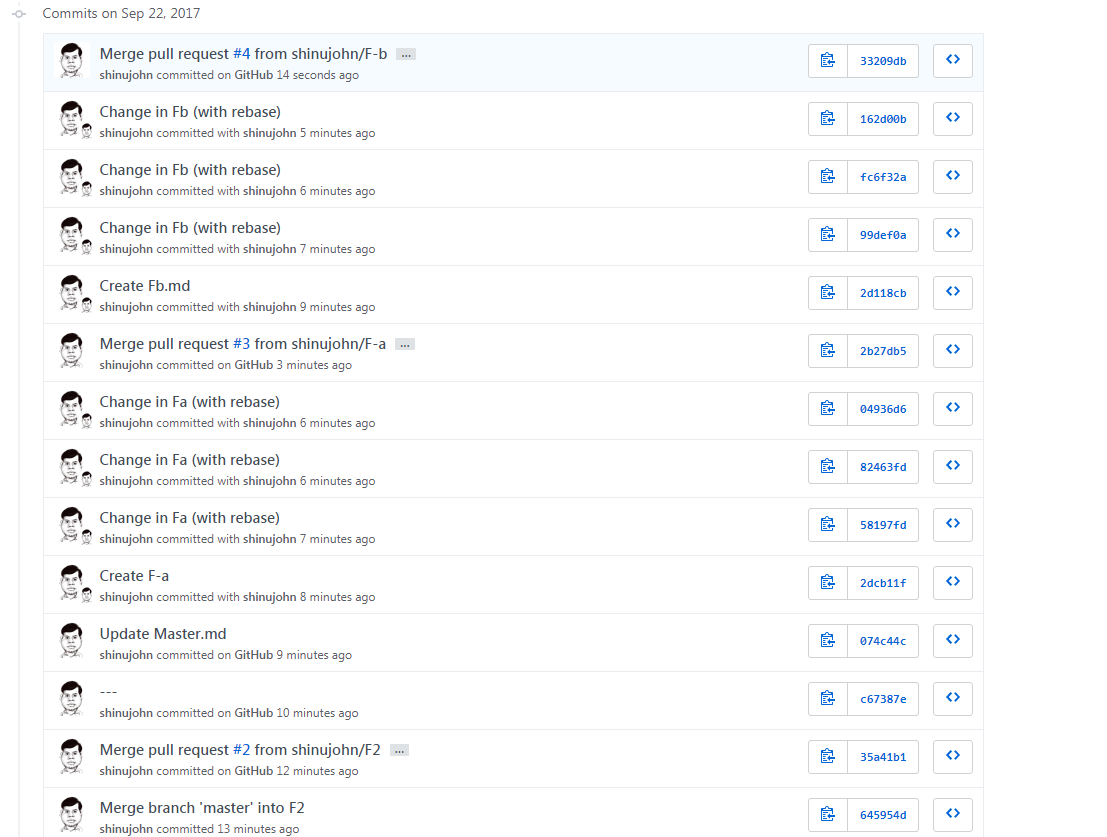 Commits on Sep 22, 2017
Merge pull request #4 from shinujohn/F-b ...
shinujohn committed on GitHub 14 seconds ago
33209db
Change in Fb (with rebase)
shinujohn committed with shinujohn 5 minutes ago
162d00b
Change in Fb (with rebase)
shinujohn committed with shinujohn 6 minutes ago
fc6f32a
Change in Fb (with rebase)
shinujohn committed with shinujohn 7 minutes ago
99def0a
Create Fb.md
shinujohn committed with shinujohn 9 minutes ago
2d118cb
Merge pull request #3 from shinujohn/F-a ...
shinujohn committed on GitHub 3 minutes ago
2b27db5
Change in Fa (with rebase)
shinujohn committed with shinujohn 6 minutes ago
04936d6
Change in Fa (with rebase)
shinujohn committed with shinujohn 6 minutes ago
82463fd
Change in Fa (with rebase)
shinujohn committed with shinujohn 7 minutes ago
58197fd
Create F-a
shinujohn committed with shinujohn 8 minutes ago
2dcb11f
Update Master.md
shinujohn committed on GitHub 9 minutes ago
074c44c
---
shinujohn committed on GitHub 10 minutes ago
c67387e
Merge pull request #2 from shinujohn/F2 ...
shinujohn committed on GitHub 12 minutes ago
35a41b1
Merge branch 'master' into F2
shinujohn committed 13 minutes ago
645954d